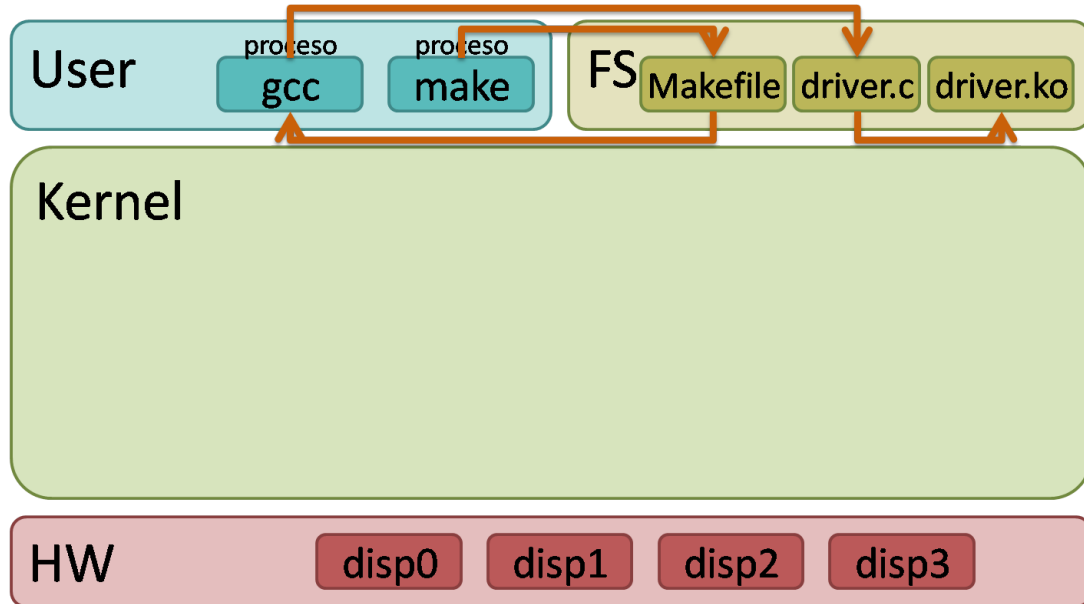 User
proceso
gcc
proceso
make
FS
Makefile
driver.c
driver.ko
Kernel
HW
disp0
disp1
disp2
disp3